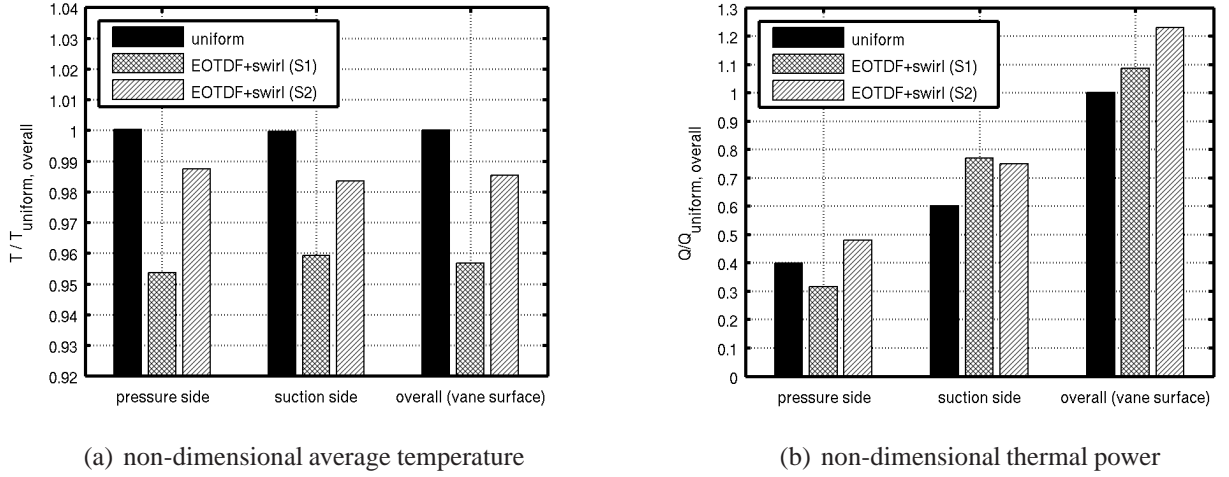 1.04
1.03
1.02
1.01
1
0.99
0.98
0.97
0.96
0.95
0.94
0.93
0.92
T / T uniform, overall
uniform
EOTDF+swirl (S1)
EOTDF+swirl (S2)
pressure side
suction side
overall (vane surface)
(a) non-dimensional average temperature
1.3
1.2
1.1
1
0.9
0.8
0.7
0.6
0.5
0.4
0.3
0.2
0.1
0
Q/Q uniform, overall
uniform
EOTDF+swirl (S1)
EOTDF+swirl (S2)
pressure side
suction side
overall (vane surface)
(b) non-dimensional thermal power